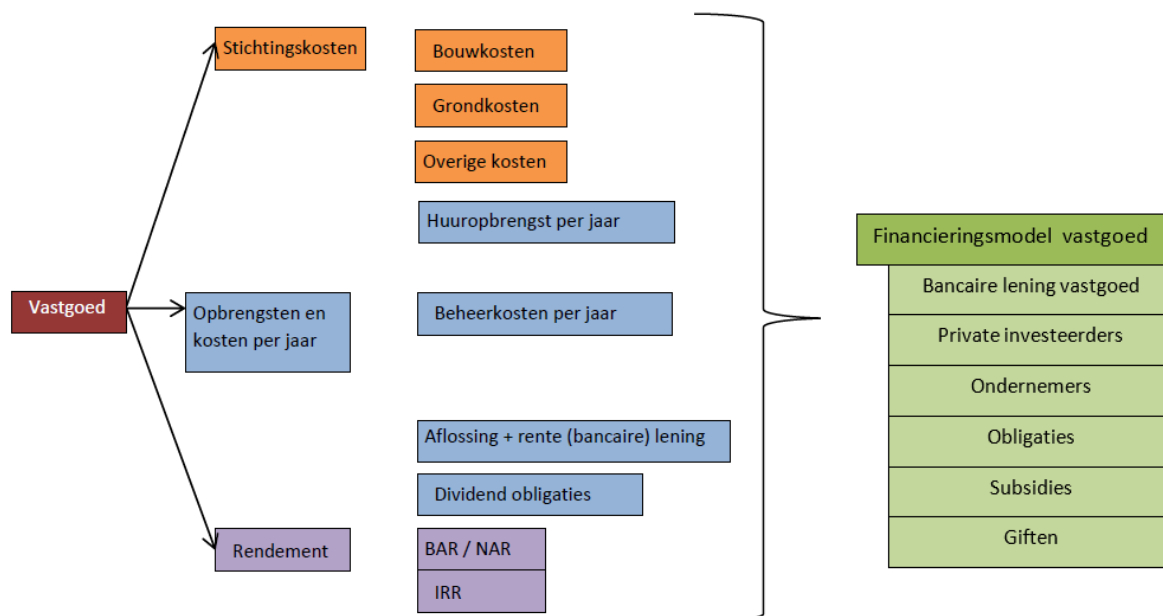 Stichtingskosten
Bouwkosten
Grondkosten
Overige kosten
Huuropbrengst per jaar
Vastgoed
Opbrengsten en
kosten per jaar
Beheerkosten per jaar
Aflossing + rente (bancaire) lening
Dividend obligaties
Rendement
BAR / NAR
IRR
Financieringsmodel vastgoed
Bancaire lening vastgoed
Private investeerders
Ondernemers
Obligaties
Subsidies
Giften